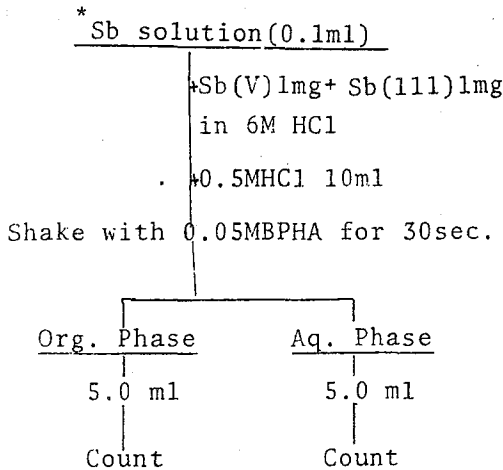 *Sb solution(0.1ml)
+Sb(V)1mg+ Sb(111)1mg
in 6M HCl
+0.5MHCl 10ml
Shake with 0.05MBPHA for 30sec.
Org. Phase Aq. Phase
5.0 ml 5.0 ml
Count Count